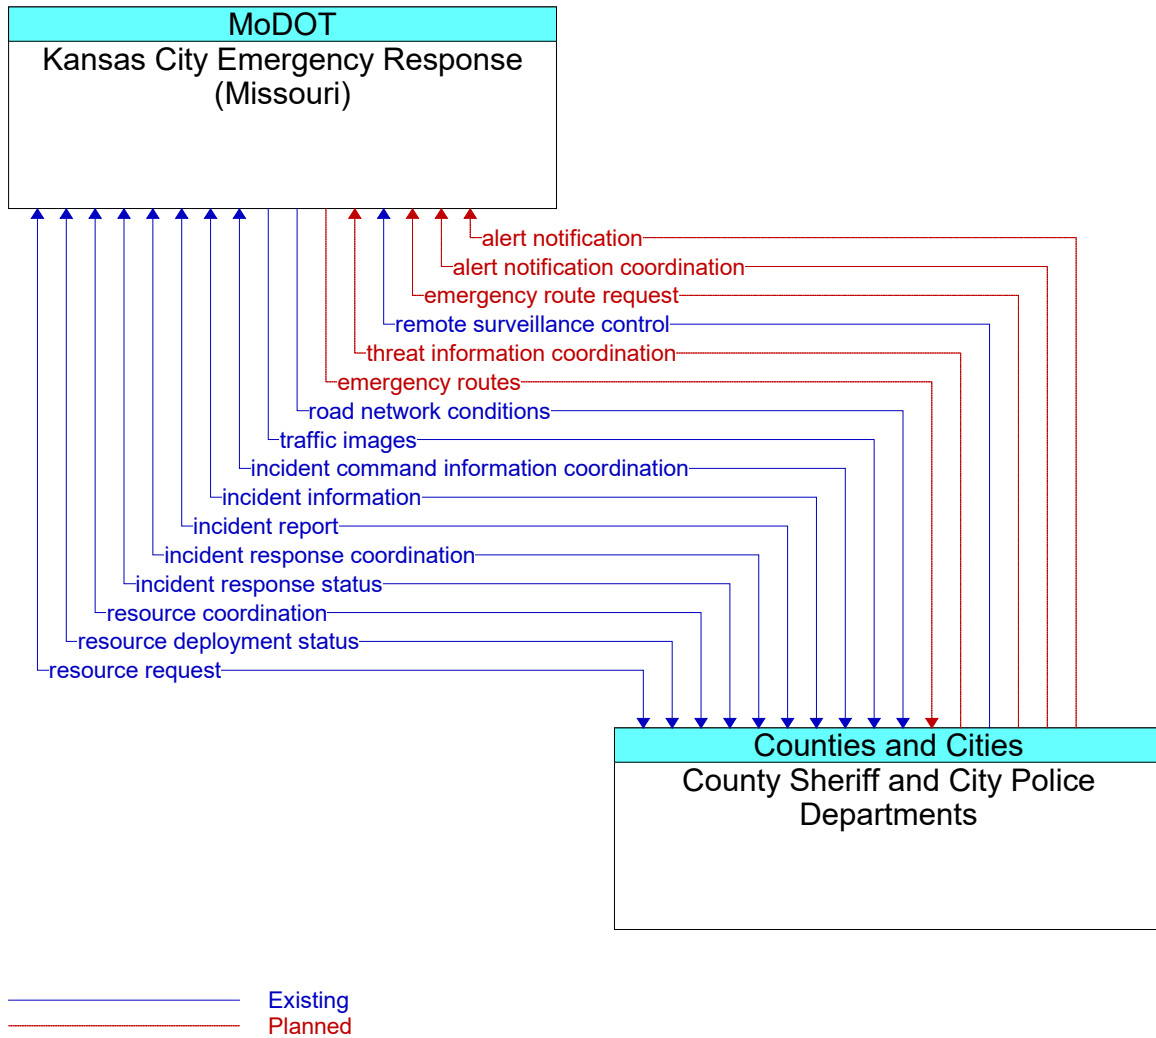 MoDOT
Kansas City Emergency Response
(Missouri)
alert notification
alert notification coordination
emergency route request
remote surveillance control
threat information coordination
emergency routes
road network conditions
traffic images
incident command information coordination
incident information
incident report
incident response coordination
incident response status
resource coordination
resource deployment status
resource request
Counties and Cities
County Sheriff and City Police
Departments
Existing
Planned